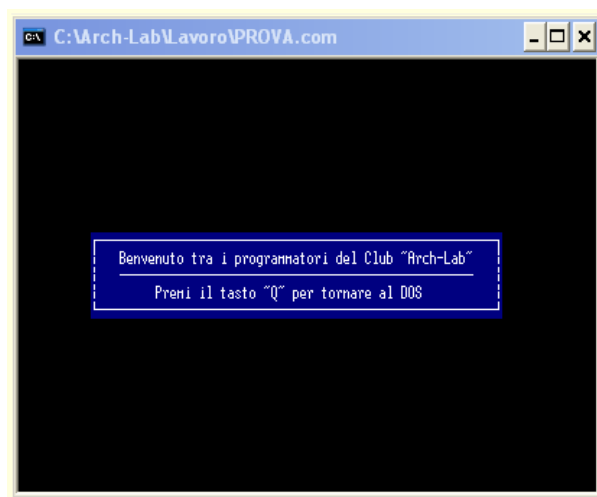 C:\Arch-Lab\Lavoro\PROVA.com
Benvenuto tra i programmatori del Club "Arch-Lab"
Premi il tasto "Q" per tornare al DOS